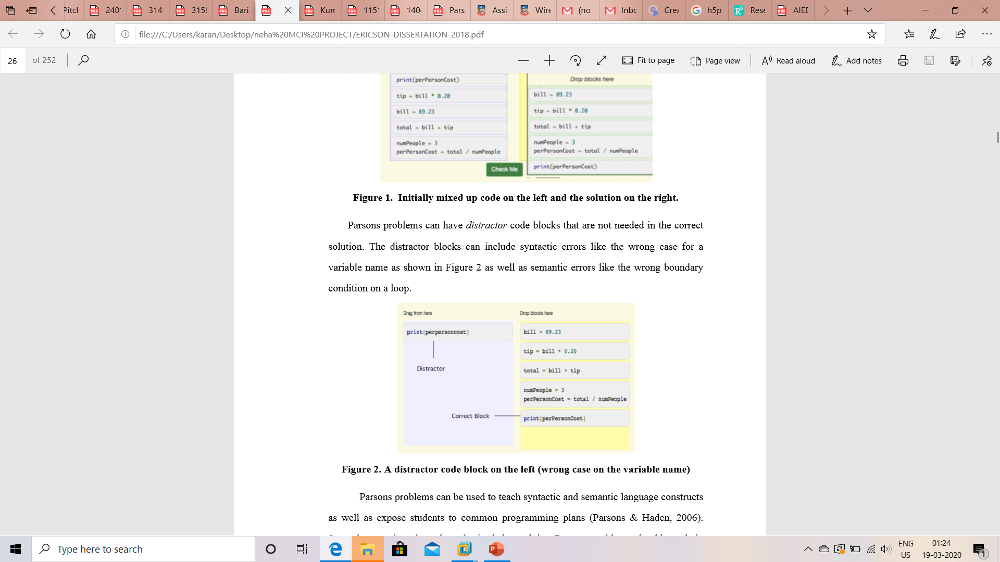 Pitcl
240
314
315
Bari
Kum
115
140
Pars
Assi
Wire
(no
Inbc
Crea
h5p
Rese
AIED
file:///C:/Users/karan/Desktop/neha%20MCI%20PROJECT/ERICSON-DISSERTATION-2018.pdf
26 of 252
Fit to page
Page view
Read aloud
Add notes
print(perPersonCost)
tip = bill * 0.20
bill = 89.23
total = bill + tip
numPeople = 3
perPersonCost = total / numPeople
Check Me
Drop blocks here
bill = 89.23
tip = bill * 0.20
total = bill + tip
numPeople = 3
perPersonCost = total / numPeople
print(perPersonCost)
Figure 1.  Initially mixed up code on the left and the solution on the right.
Parsons problems can have distractor code blocks that are not needed in the correct
solution. The distractor blocks can include syntactic errors like the wrong case for a
variable name as shown in Figure 2 as well as semantic errors like the wrong boundary
condition on a loop.
Drag from here
print(perpersoncost)
Distractor
Correct Block
Drop blocks here
bill = 89.23
tip = bill * 0.20
total = bill + tip
numPeople = 3
perPersonCost = total / numPeople
print(perPersonCost)
Figure 2. A distractor code block on the left (wrong case on the variable name)
Parsons problems can be used to teach syntactic and semantic language constructs
as well as expose students to common programming plans (Parsons & Haden, 2006).
Type here to search
ENG
US
01:24
19-03-2020
1